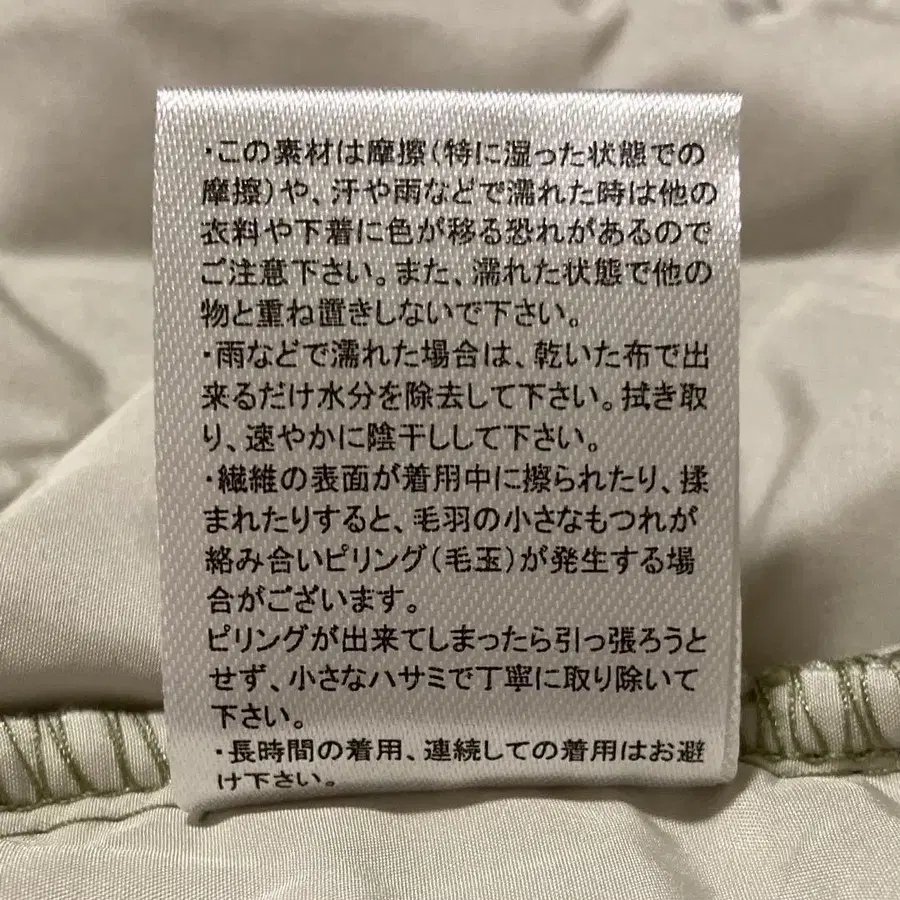 ・この素材は摩擦(特に湿った状態での
摩擦)や、汗や雨などで濡れた時は他の
衣料や下着に色が移る恐れがあるので
ご注意下さい。また、濡れた状態で他の
物と重ね置きしないで下さい。
・雨などで濡れた場合は、乾いた布で出
来るだけ水分を除去して下さい。拭き取
り、速やかに陰干しして下さい。
・繊維の表面が着用中に擦られたり、揉
まれたりすると、毛羽の小さなもつれが
絡み合いピリング(毛玉)が発生する場
合がございます。
ピリングが出来てしまったら引っ張ろうと
せず、小さなハサミで丁寧に取り除いて
下さい。
・長時間の着用、連続しての着用はお避
け下さい。